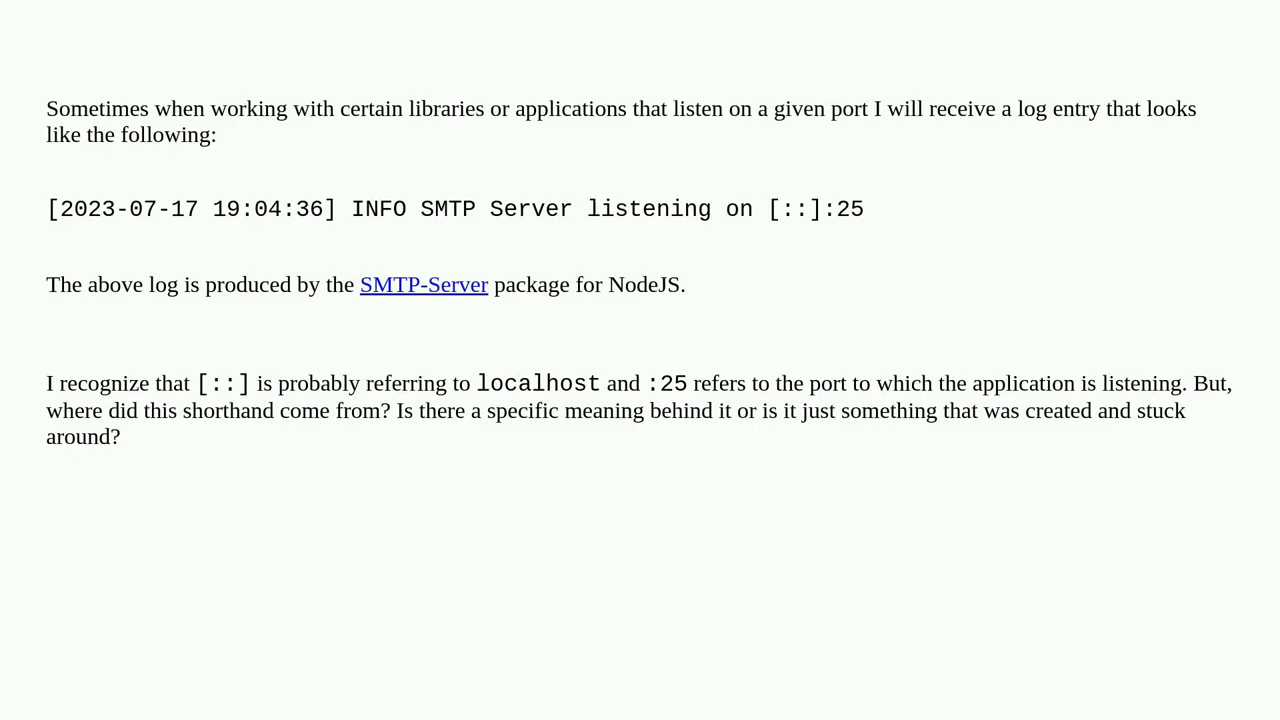 Sometimes when working with certain libraries or applications that listen on a given port I will receive a log entry that looks
like the following:
[2023-07-17 19:04:36] INFO SMTP Server listening on [::]:25
The above log is produced by the SMTP-Server package for NodeJS.
I recognize that [::] is probably referring to localhost and :25 refers to the port to which the application is listening. But,
where did this shorthand come from? Is there a specific meaning behind it or is it just something that was created and stuck
around?